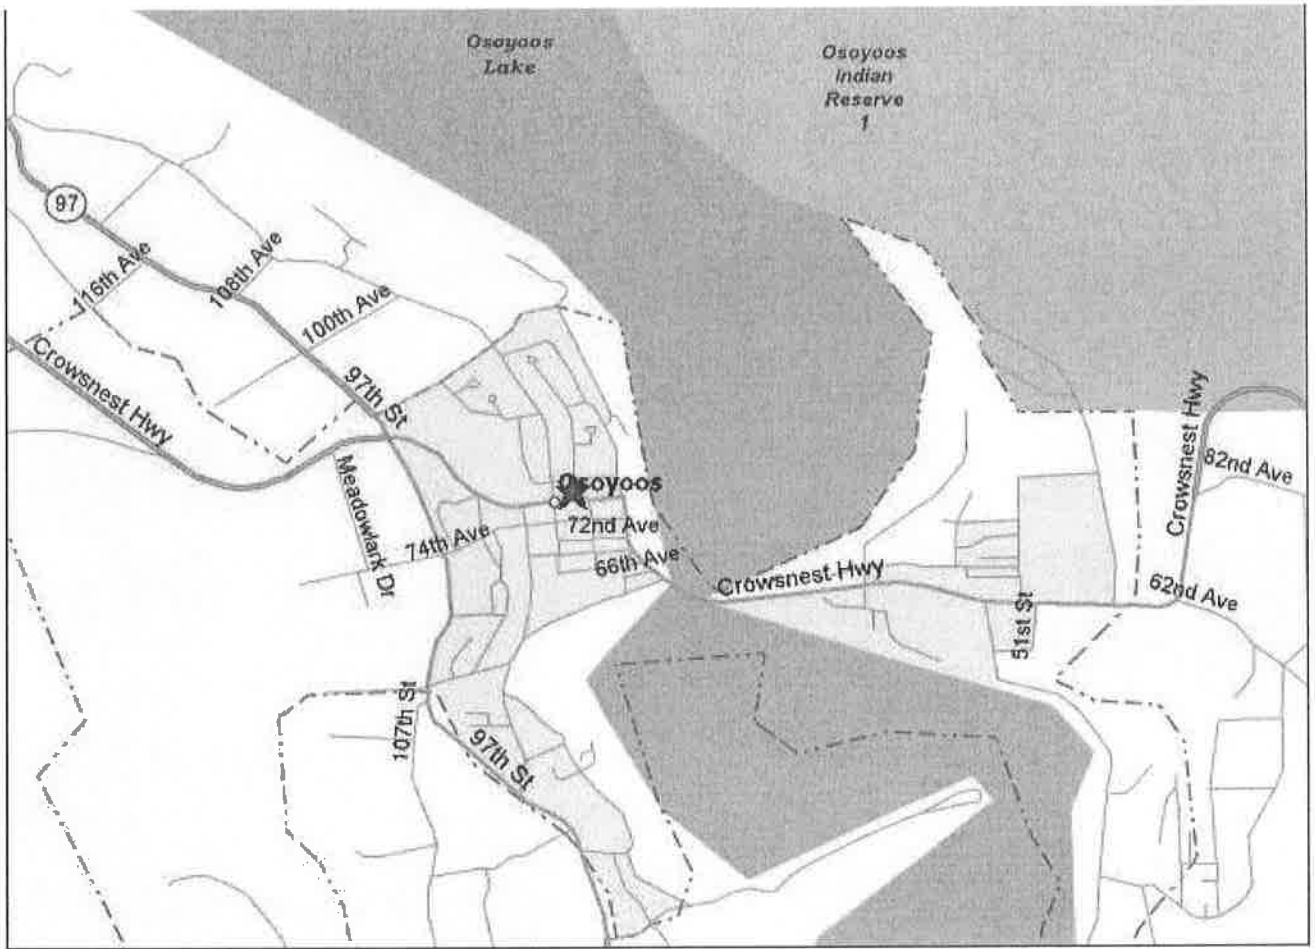 Osoyoos
Lake
Osoyoos
Indian
Reserve
1
97
116th Ave
108th Ave
100th Ave
Crowsnest Hwy
97th St
Crowsnest Hwy
82nd Ave
Meadowlark Dr
Osoyoos
74th Ave
72nd Ave
66th Ave
Crowsnest Hwy
62nd Ave
51st St
107th St
97th St